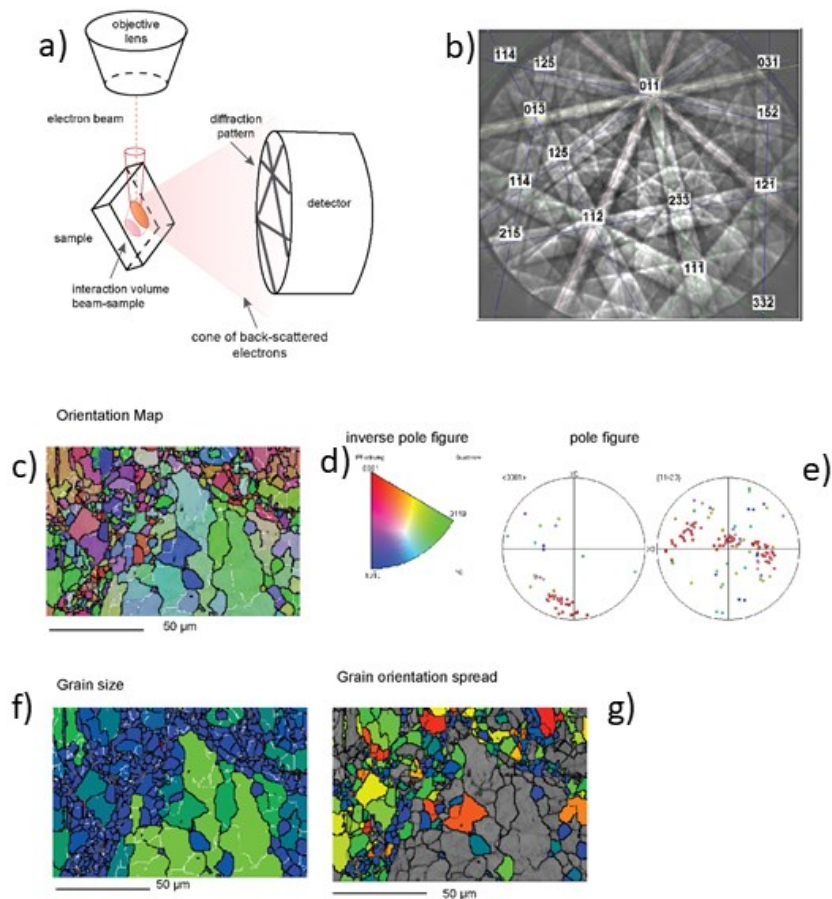 a)
objective
lens
electron beam
diffraction
pattern
detector
sample
interaction volume
beam-sample
cone of back-scattered
electrons
b)
114
125
011
031
013
152
125
114
121
233
112
215
111
332
Orientation Map
c)
50 µm
inverse pole figure
d)
0001
pole figure
e)
Grain size
f)
50 µm
Grain orientation spread
g)
50 µm